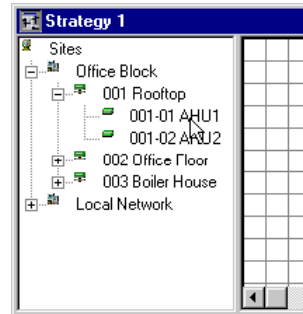 Strategy 1
Sites
Office Block
001 Rooftop
001-01 AHU1
001-02 AHU2
002 Office Floor
003 Boiler House
Local Network